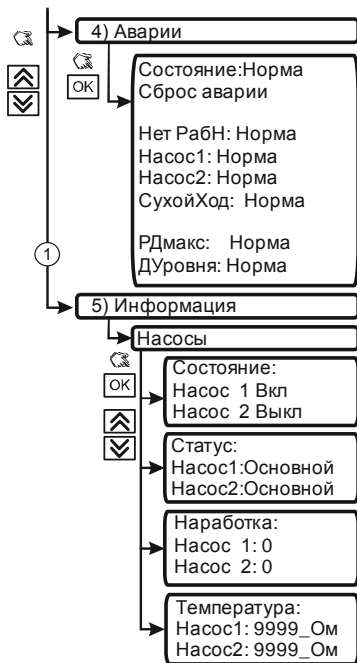 4) Аварии
OK
Состояние:Норма
Сброс аварии
Нет РабН: Норма
Насос1: Норма
Насос2: Норма
СухойХод: Норма
РДмакс: Норма
ДУровня: Норма
1
5) Информация
Насосы
OK
Состояние:
Насос 1 Вкл
Насос 2 Выкл
Статус:
Насос1:Основной
Насос2:Основной
Наработка:
Насос 1: 0
Насос 2: 0
Температура:
Насос1: 9999_Ом
Насос2: 9999_Ом